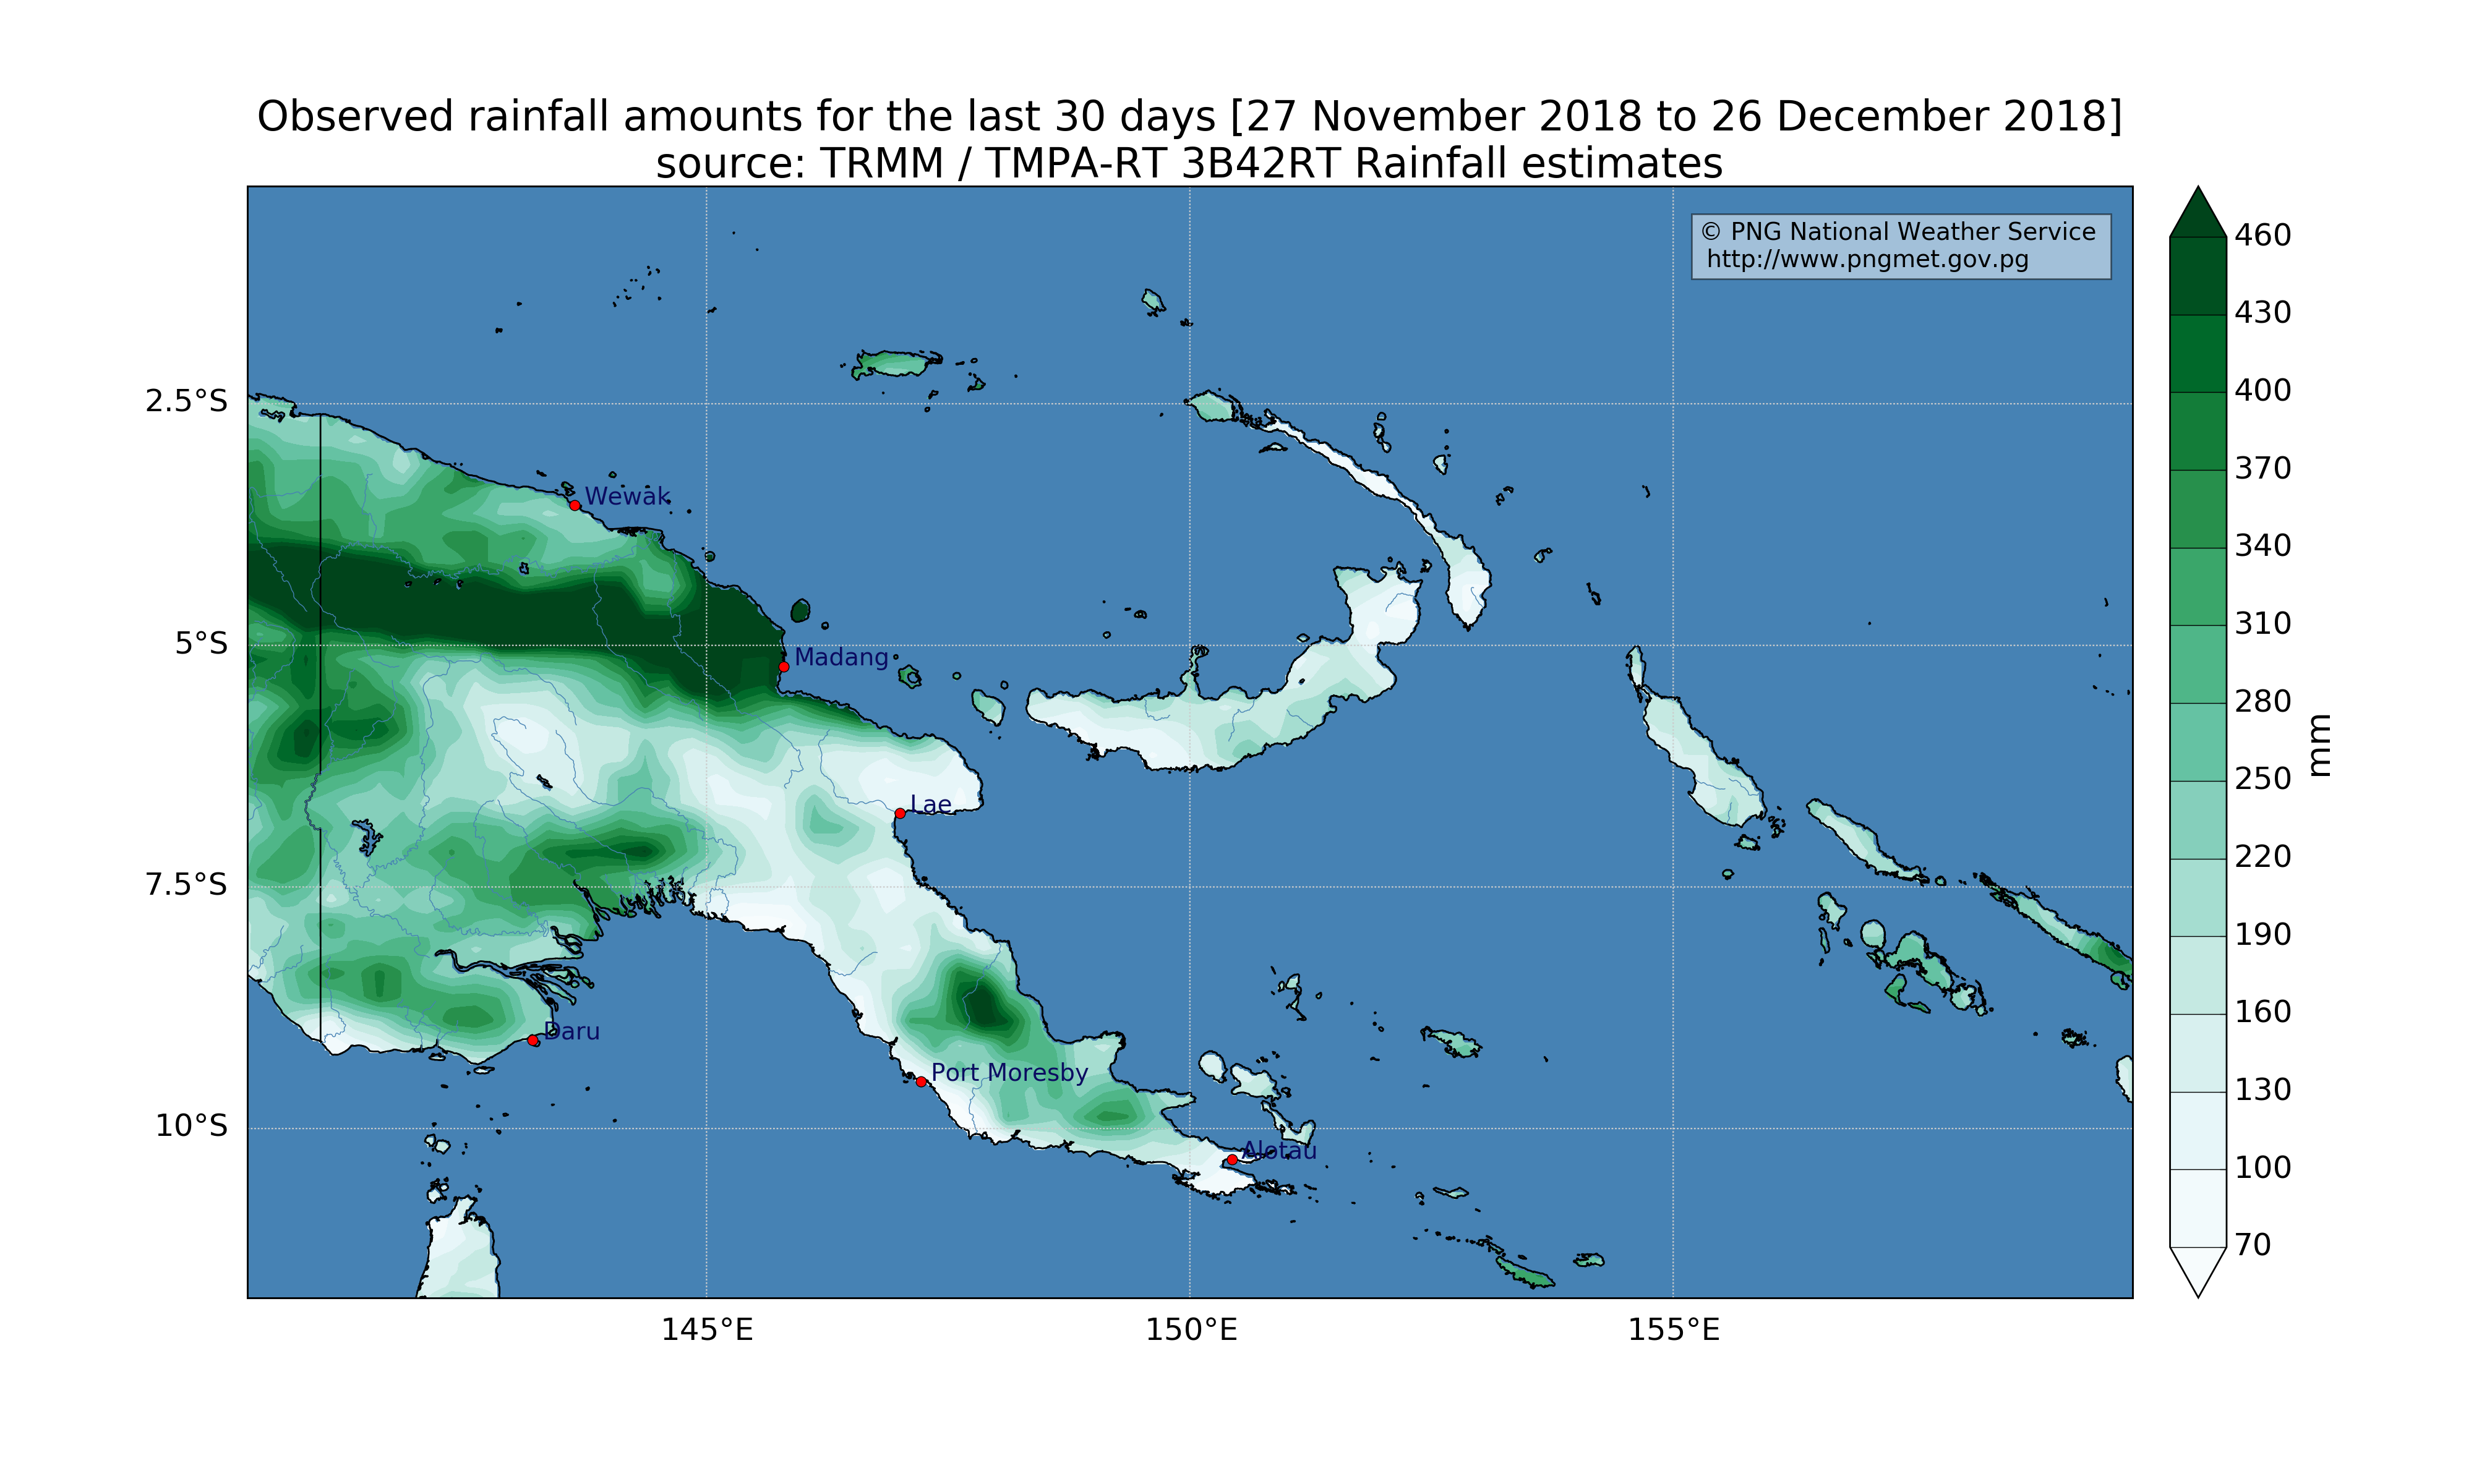 Observed rainfall amounts for the last 30 days [27 November 2018 to 26 December 2018]
source: TRMM / TMPA-RT 3B42RT Rainfall estimates
© PNG National Weather Service
http://www.pngmet.gov.pg
460
430
400
370
340
310
280
250
220
190
160
130
100
70
mm
2.5°S
5°S
7.5°S
10°S
Wewak
Madang
Lae
Daru
Port Moresby
Alotau
145°E
150°E
155°E